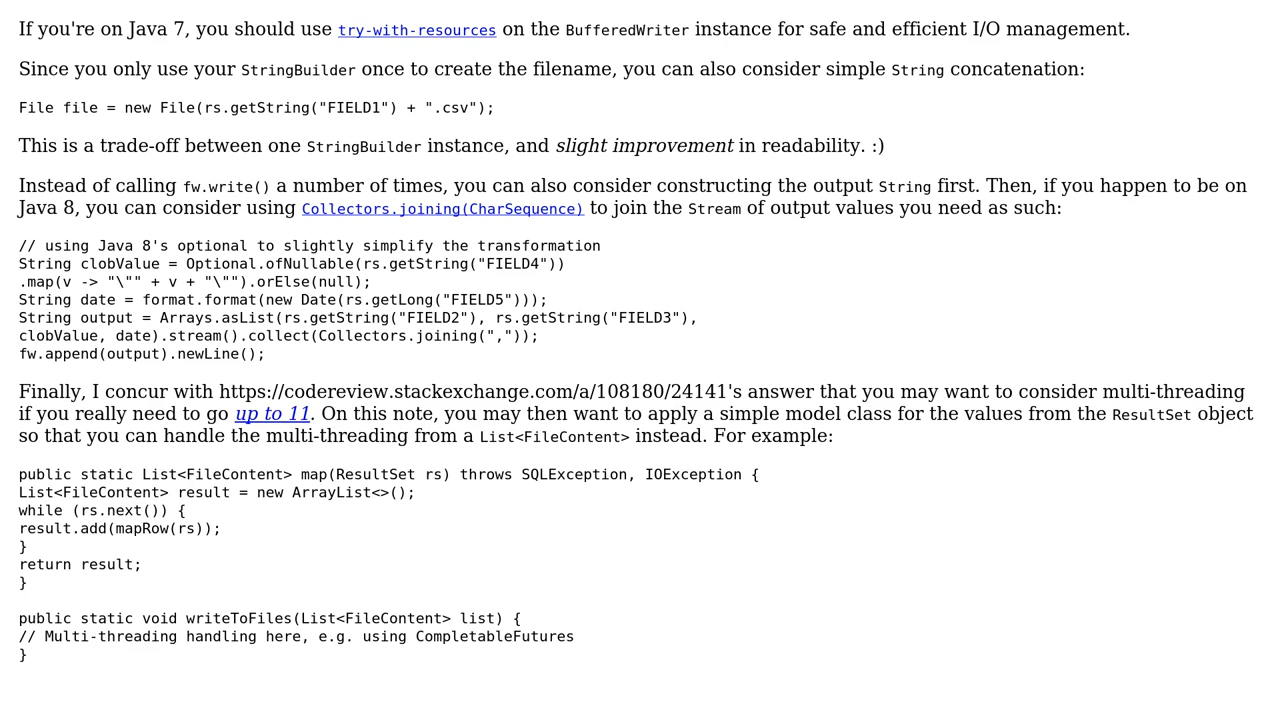 If you're on Java 7, you should use try-with-resources on the BufferedWriter instance for safe and efficient I/O management.
Since you only use your StringBuilder once to create the filename, you can also consider simple String concatenation:
File file = new File(rs.getString("FIELD1") + ".csv");
This is a trade-off between one StringBuilder instance, and slight improvement in readability. :)
Instead of calling fw.write() a number of times, you can also consider constructing the output String first. Then, if you happen to be on
Java 8, you can consider using Collectors.joining(CharSequence) to join the Stream of output values you need as such:
// using Java 8's optional to slightly simplify the transformation
String clobValue = Optional.ofNullable(rs.getString("FIELD4"))
.map(v -> "\"" + v + "\"").orElse(null);
String date = format.format(new Date(rs.getLong("FIELD5")));
String output = Arrays.asList(rs.getString("FIELD2"), rs.getString("FIELD3"),
clobValue, date).stream().collect(Collectors.joining(","));
fw.append(output).newLine();
Finally, I concur with https://codereview.stackexchange.com/a/108180/24141's answer that you may want to consider multi-threading
if you really need to go up to 11. On this note, you may then want to apply a simple model class for the values from the ResultSet object
so that you can handle the multi-threading from a List<FileContent> instead. For example:
public static List<FileContent> map(ResultSet rs) throws SQLException, IOException {
List<FileContent> result = new ArrayList<>();
while (rs.next()) {
result.add(mapRow(rs));
}
return result;
}
public static void writeToFiles(List<FileContent> list) {
// Multi-threading handling here, e.g. using CompletableFutures
}